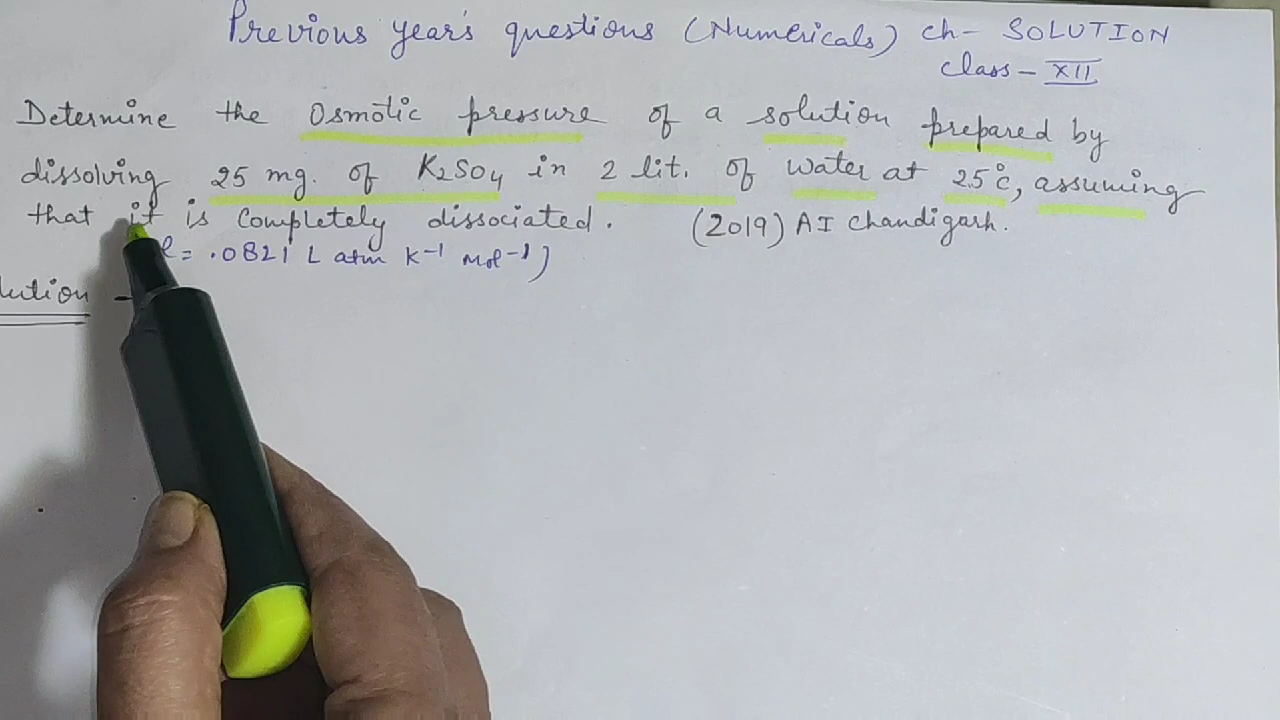 Previous year's questions (Numericals) ch- SOLUTION
Class - XII
Determine the Osmotic pressure of a solution prepared by
dissolving 25 mg. of K2SO4 in 2 lit. of water at 25°C, assuming
that it is completely dissociated. (2019) AI Chandigarh.
= .0821 L atm K-1 mol-1)
lution -